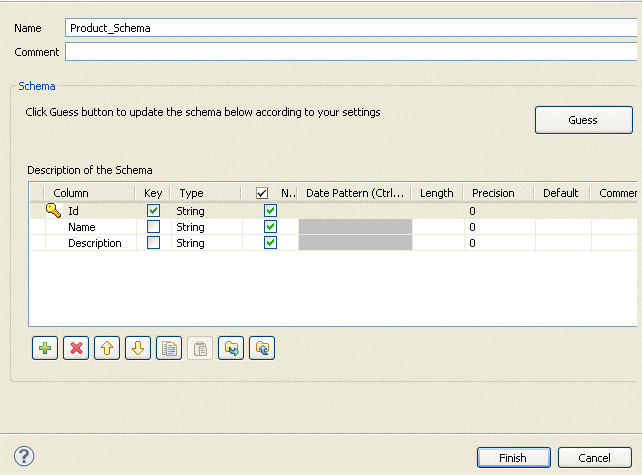 Name Product_Schema
Comment
Schema
Click Guess button to update the schema below according to your settings
Guess
Description of the Schema
Column Key Type N.. Date Pattern (Ctrl... Length Precision Default Commen
Id String 0
Name String 0
Description String 0
? Finish Cancel